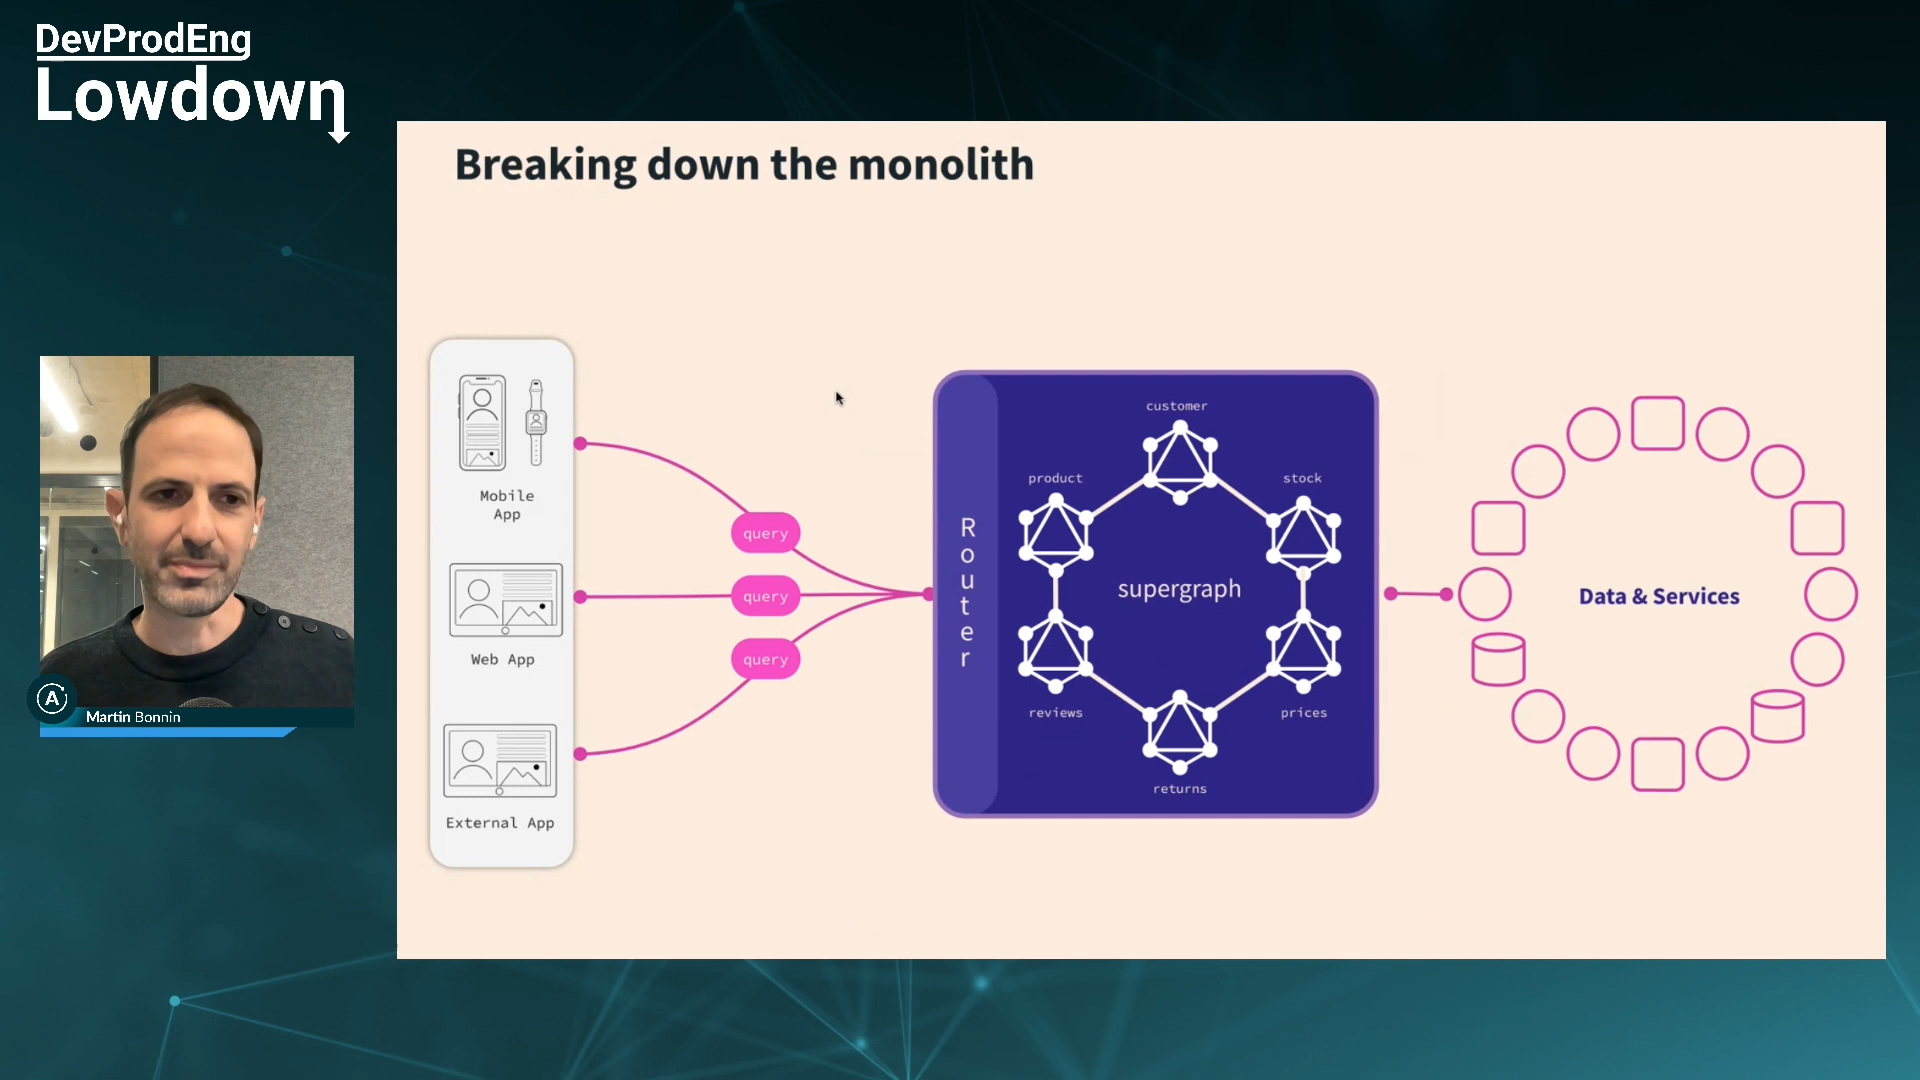 DevProdEng
Lowdown
Breaking down the monolith
Mobile
App
Web App
External App
query
query
query
Router
customer
product
stock
supergraph
reviews
prices
returns
Data & Services
A
Martin Bonnin